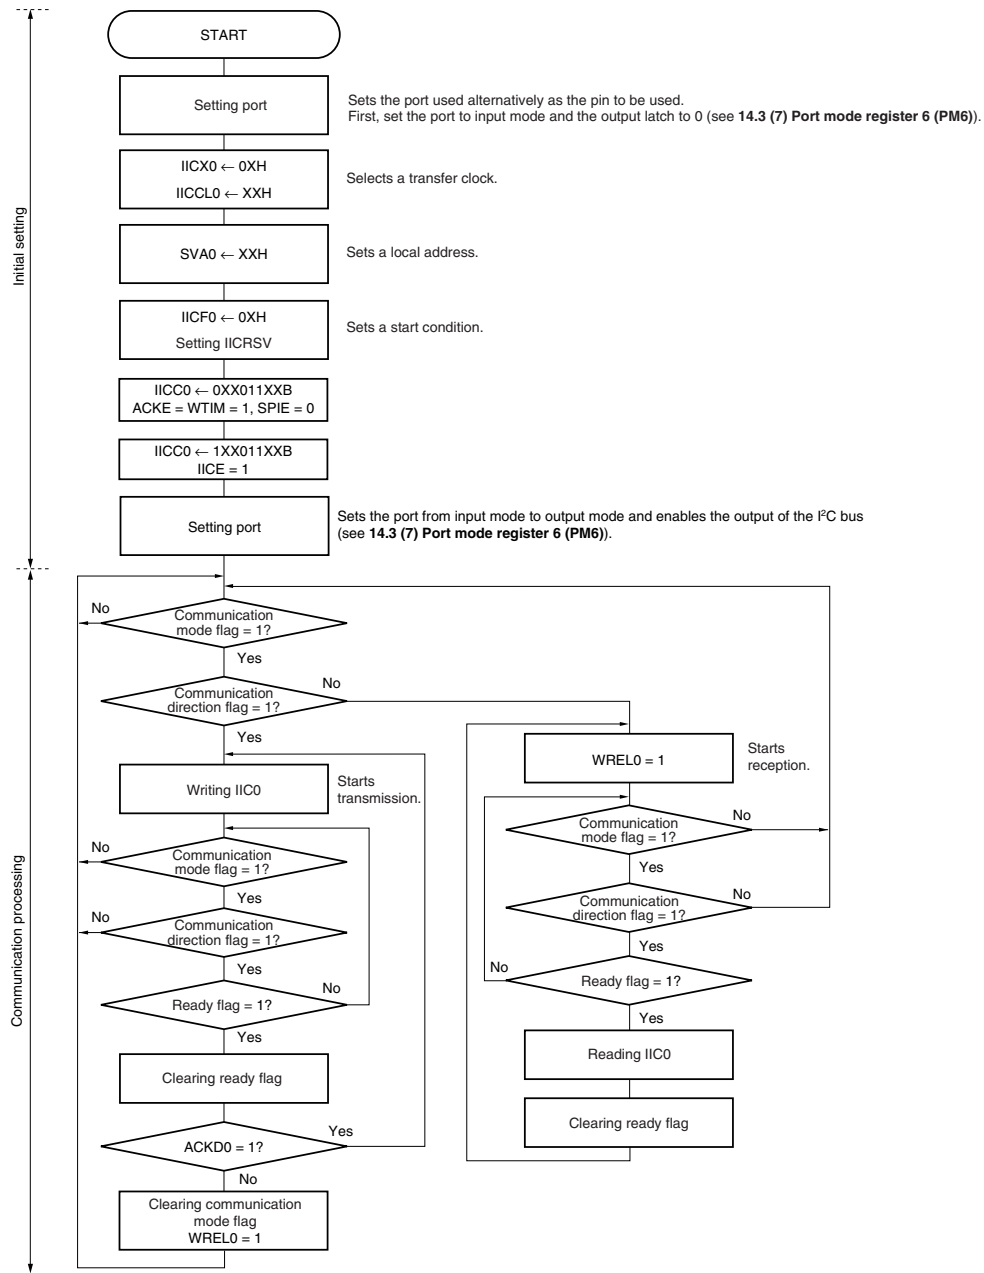 START
Setting port
Sets the port used alternatively as the pin to be used.
First, set the port to input mode and the output latch to 0 (see 14.3 (7) Port mode register 6 (PM6)).
IICX0 ← 0XH
IICCL0 ← XXH
Selects a transfer clock.
Initial setting
SVA0 ← XXH
Sets a local address.
IICF0 ← 0XH
Setting IICRSV
Sets a start condition.
IICC0 ← 0XX011XXB
ACKE = WTIM = 1, SPIE = 0
IICC0 ← 1XX011XXB
IICE = 1
Setting port
Sets the port from input mode to output mode and enables the output of the I²C bus
(see 14.3 (7) Port mode register 6 (PM6)).
Communication processing
No
Communication
mode flag = 1?
Yes
No
Communication
direction flag = 1?
Yes
Writing IIC0
Starts
transmission.
No
Communication
mode flag = 1?
Yes
No
Communication
direction flag = 1?
Yes
No
Ready flag = 1?
Yes
Clearing ready flag
Yes
ACKD0 = 1?
No
Clearing communication
mode flag
WREL0 = 1
WREL0 = 1
Starts
reception.
No
Communication
mode flag = 1?
Yes
No
Communication
direction flag = 1?
Yes
No
Ready flag = 1?
Yes
Reading IIC0
Clearing ready flag